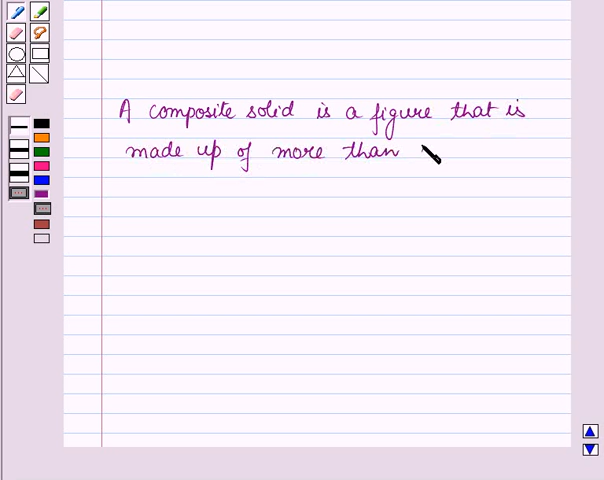 A composite solid is a figure that is
made up of more than